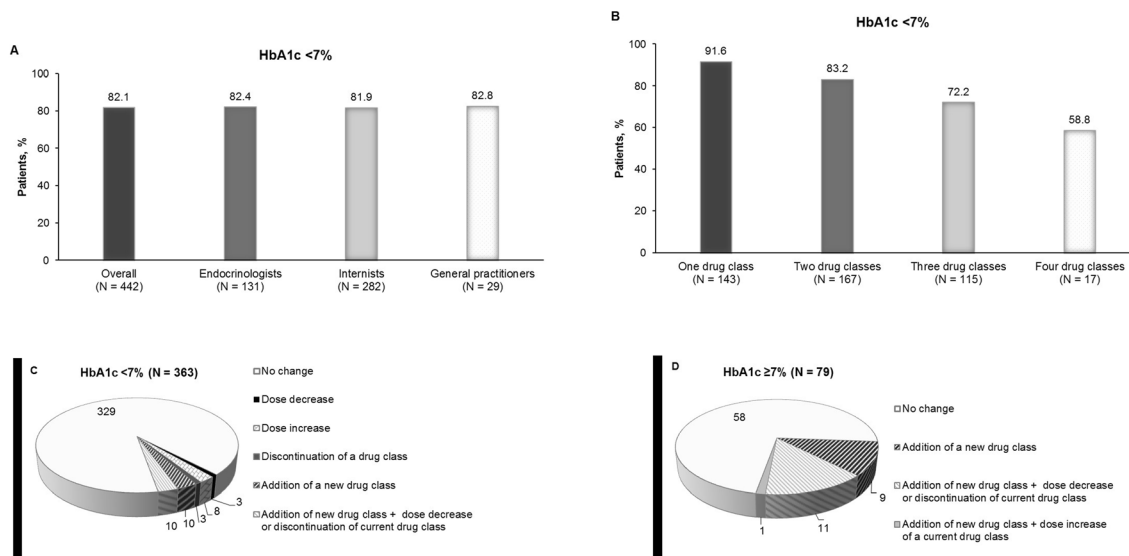 A
HbA1c <7%
100
80
60
40
20
0
Patients, %
82.1
82.4
81.9
82.8
Overall
(N = 442)
Endocrinologists
(N = 131)
Internists
(N = 282)
General practitioners
(N = 29)
B
HbA1c <7%
100
80
60
40
20
0
Patients, %
91.6
83.2
72.2
58.8
One drug class
(N = 143)
Two drug classes
(N = 167)
Three drug classes
(N = 115)
Four drug classes
(N = 17)
C
HbA1c <7% (N = 363)
329
10
10
3
8
3
No change
Dose decrease
Dose increase
Discontinuation of a drug class
Addition of a new drug class
Addition of new drug class + dose decrease
or discontinuation of current drug class
D
HbA1c ≥7% (N = 79)
58
1
11
9
No change
Addition of a new drug class
Addition of new drug class + dose decrease
or discontinuation of current drug class
Addition of new drug class + dose increase
of a current drug class